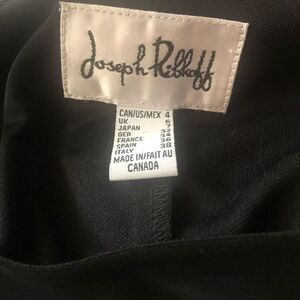 Joseph Ribkoff
CAN/US/MEX 4
UK 6
JAPAN 7
GER 32
FRANCE 34
SPAIN 36
ITALY 38
MADE IN/FAIT AU
CANADA